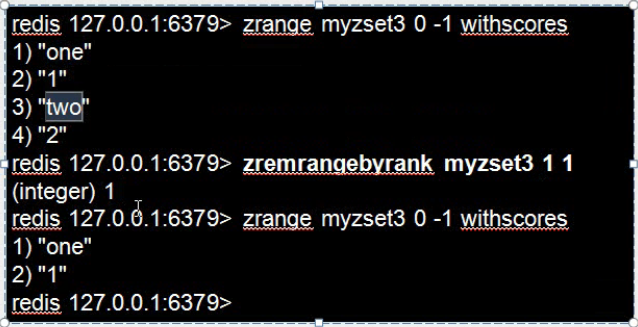 redis 127.0.0.1:6379> zrange myzset3 0 -1 withscores
1) "one"
2) "1"
3) "two"
4) "2"
redis 127.0.0.1:6379> zremrangebyrank myzset3 1 1
(integer) 1
redis 127.0.0.1:6379> zrange myzset3 0 -1 withscores
1) "one"
2) "1"
redis 127.0.0.1:6379>